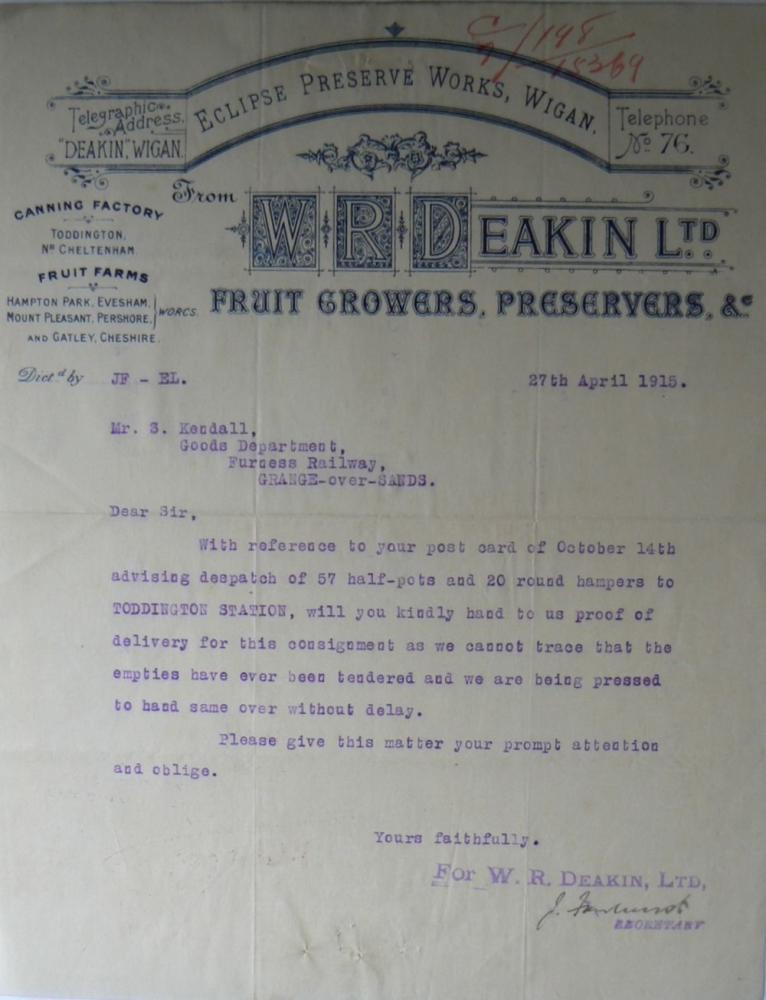 C/7/198/15369
ECLIPSE PRESERVE WORKS, WIGAN.
Telegraphic Address.
"DEAKIN," WIGAN.
Telephone
No 76.
From
W R DEAKIN LTD.
FRUIT GROWERS, PRESERVERS, &c
CANNING FACTORY
TODDINGTON,
NR CHELTENHAM
FRUIT FARMS
HAMPTON PARK, EVESHAM,
MOUNT PLEASANT, PERSHORE, WORCS.
AND GATLEY, CHESHIRE.
Dictd by JF - EL.
27th April 1915.
Mr. S. Kendall,
Goods Department,
Furness Railway,
GRANGE-over-SANDS.
Dear Sir,
With reference to your post card of October 14th
advising despatch of 57 half-pots and 20 round hampers to
TODDINGTON STATION, will you kindly hand to us proof of
delivery for this consignment as we cannot trace that the
empties have ever been tendered and we are being pressed
to hand same over without delay.
Please give this matter your prompt attention
and oblige.
Yours faithfully.
For W. R. DEAKIN, LTD,
J.
SECRETARY